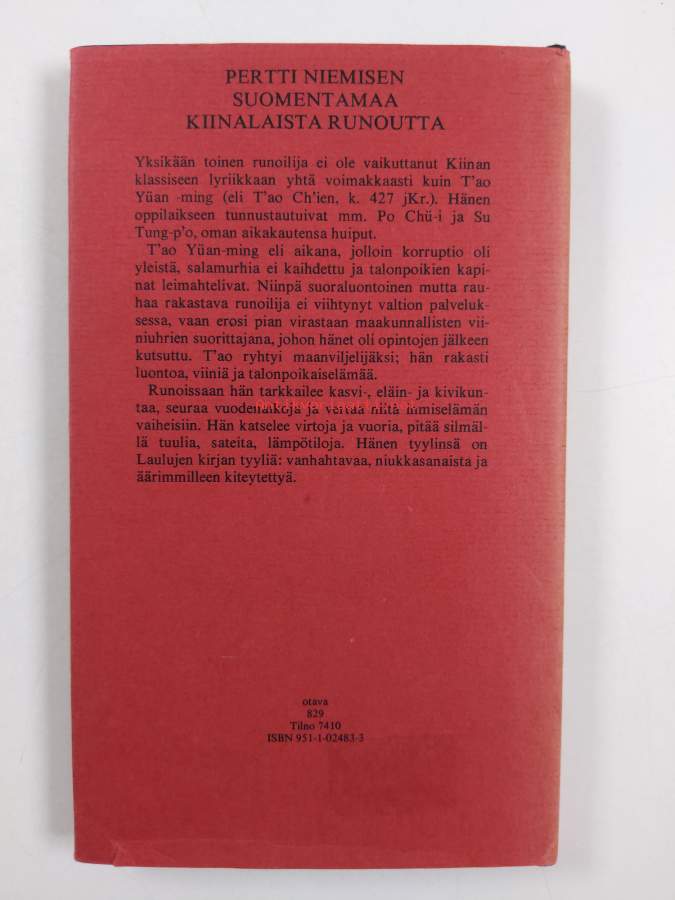 PERTTI NIEMISEN
SUOMENTAMAA
KIINALAISTA RUNOUTTA
Yksikään toinen runoilija ei ole vaikuttanut Kiinan
klassiseen lyriikkaan yhtä voimakkaasti kuin T'ao
Yüan -ming (eli T'ao Ch'ien, k. 427 jKr.). Hänen
oppilaikseen tunnustautuivat mm. Po Chü-i ja Su
Tung-p'o, oman aikakautensa huiput.
T'ao Yüan-ming eli aikana, jolloin korruptio oli
yleistä, salamurhia ei kaihdettu ja talonpoikien kapi-
nat leimahtelivat. Niinpä suoraluontoinen mutta rau-
haa rakastava runoilija ei viihtynyt valtion palveluk-
sessa, vaan erosi pian virastaan maakunnallisten vii-
niuhrien suorittajana, johon hänet oli opintojen jälkeen
kutsuttu. T'ao ryhtyi maanviljelijäksi; hän rakasti
luontoa, viiniä ja talonpoikaiselämää.
Runoissaan hän tarkkailee kasvi-, eläin- ja kivikun-
taa, seuraa vuodenaikoja ja vertaa niitä ihmiselämän
vaiheisiin. Hän katselee virtoja ja vuoria, pitää silmäl-
lä tuulia, sateita, lämpötiloja. Hänen tyylinsä on
Laulujen kirjan tyyliä: vanhahtavaa, niukkasanaista ja
äärimmilleen kiteytettyä.
otava
829
Tilno 7410
ISBN 951-1-02483-3